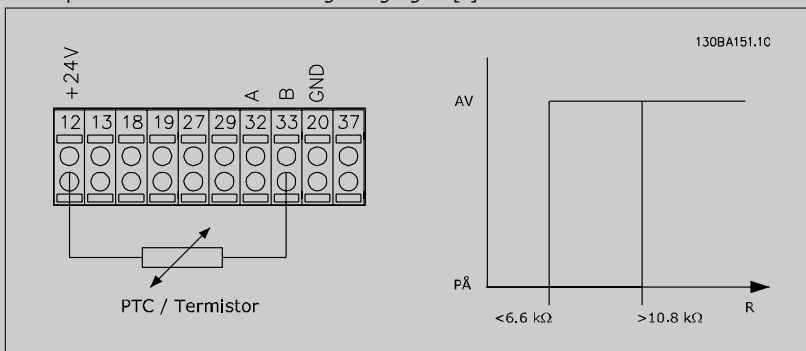 130BA151.10
+24V
A
B
GND
12 13 18 19 27 29 32 33 20 37
PTC / Termistor
AV
PÅ
<6.6 kΩ
>10.8 kΩ
R